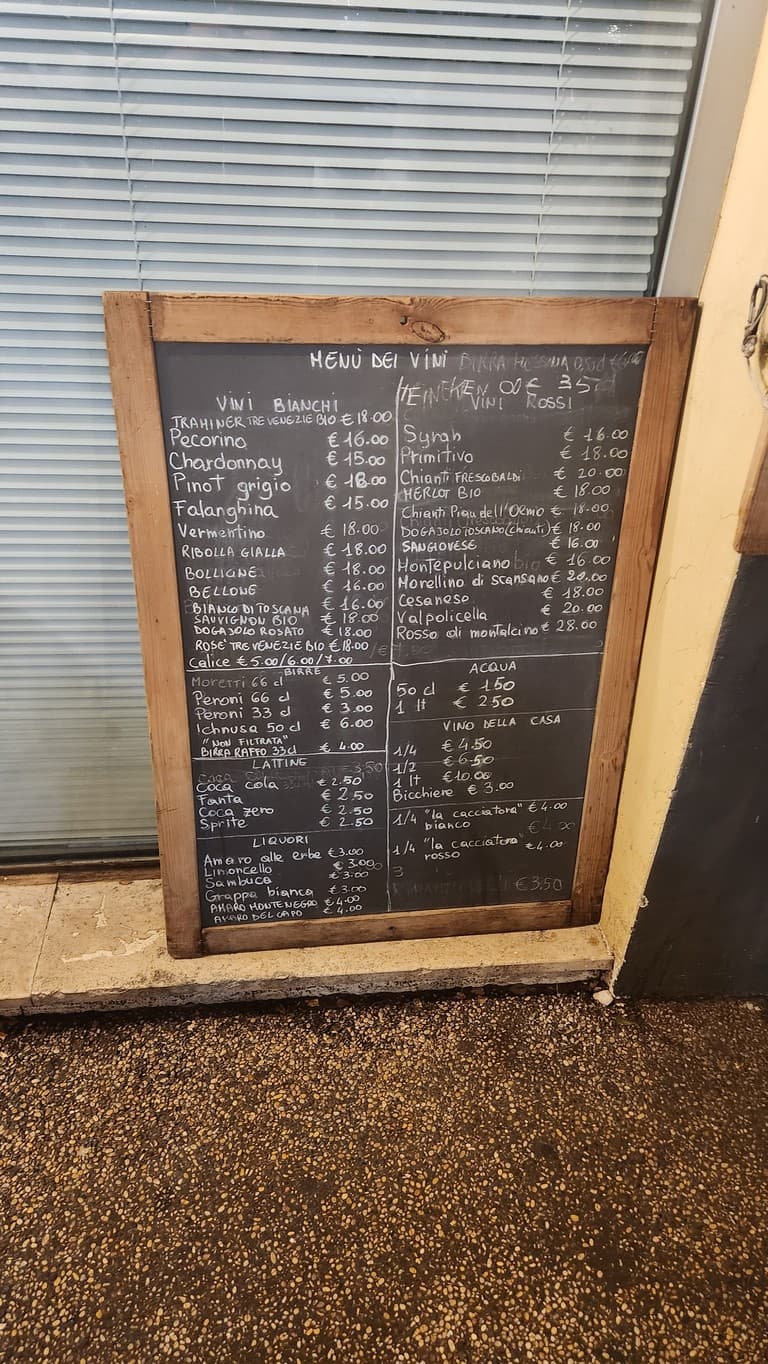 MENÙ DEI VINI BIRRA
HEINEKEN 00 € 35
VINI BIANCHI
TRAMINER TRE VENEZIE BIO € 18.00
Pecorino € 16.00
Chardonnay € 15.00
Pinot grigio € 18.00
Falanghina € 15.00
Vermentino € 18.00
RIBOLLA GIALLA € 18.00
BOLLICINE € 18.00
BELLONE € 16.00
BIANCO DI TOSCANA € 16.00
SAUVIGNON BIO € 18.00
DOGAJOLO ROSATO € 18.00
ROSE' TRE VENEZIE BIO € 18.00
Calice € 5.00/6.00/7.00
BIRRE
Moretti 66 cl € 5.00
Peroni 66 cl € 5.00
Peroni 33 cl € 3.00
Ichnusa 50 cl € 6.00
"NON FILTRATA"
BIRRA RAFFO 33cl € 4.00
LATTINE
Coca cola € 2.50
Fanta € 2.50
Coca zero € 2.50
Sprite € 2.50
LIQUORI
Amaro alle erbe € 3.00
Limoncello € 3.00
Sambuca € 3.00
Grappa bianca € 3.00
AMARO MONTENEGRO € 4.00
AMARO DEL CAPO € 4.00
VINI ROSSI
Syrah € 16.00
Primitivo € 18.00
Chianti FRESCOBALDI € 20.00
MERLOT BIO € 18.00
Chianti Pian dell'Olmo € 18.00
DOGAJOLO TOSCANO (Chianti) € 18.00
SANGIOVESE € 16.00
Montepulciano bio € 16.00
Morellino di scansano € 20.00
Cesanese € 18.00
Valpolicella € 20.00
Rosso di montalcino € 28.00
ACQUA
50 cl € 1.50
1 lt € 2.50
VINO DELLA CASA
1/4 € 4.50
1/2 € 6.50
1 lt € 10.00
Bicchiere € 3.00
1/4 "la cacciatora" € 4.00
bianco
1/4 "la cacciatora" € 4.00
rosso
3
€ 3,50